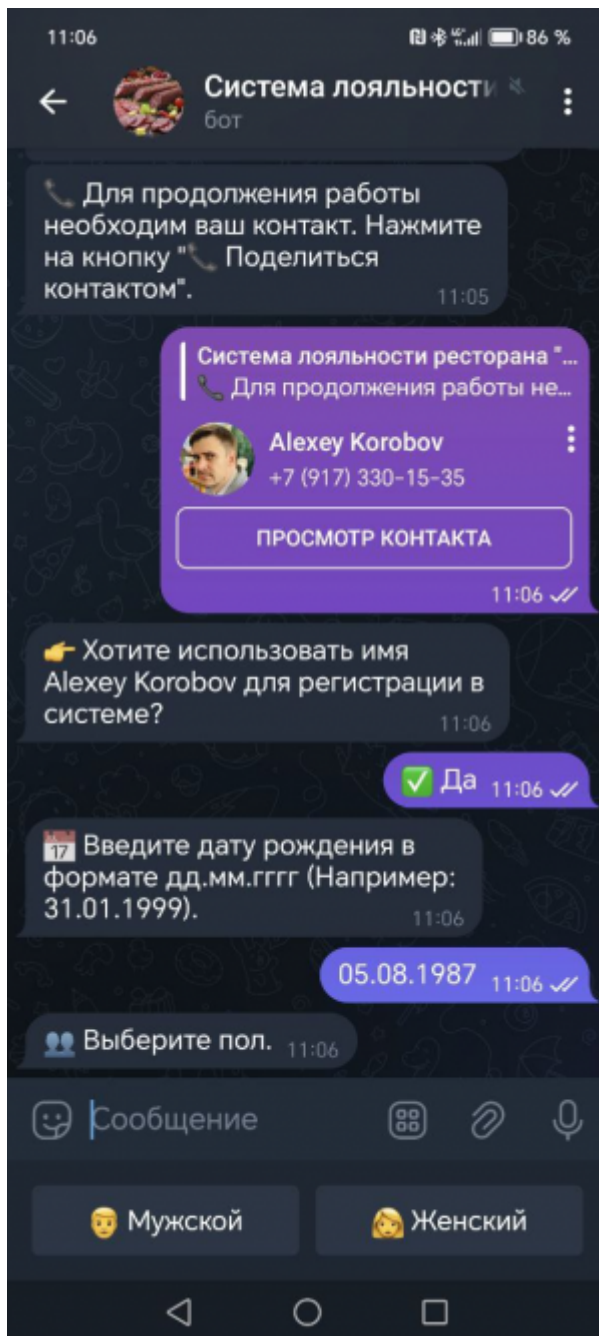 11:06
86 %
Система лояльности
бот
📞 Для продолжения работы
необходим ваш контакт. Нажмите
на кнопку "📞 Поделиться
контактом".
11:05
Система лояльности ресторана "...
📞 Для продолжения работы не...
Alexey Korobov
+7 (917) 330-15-35
ПРОСМОТР КОНТАКТА
11:06
👉 Хотите использовать имя
Alexey Korobov для регистрации в
системе?
11:06
✅ Да 11:06
📅 Введите дату рождения в
формате дд.мм.гггг (Например:
31.01.1999).
11:06
05.08.1987 11:06
👥 Выберите пол. 11:06
Сообщение
👨 Мужской
👩 Женский